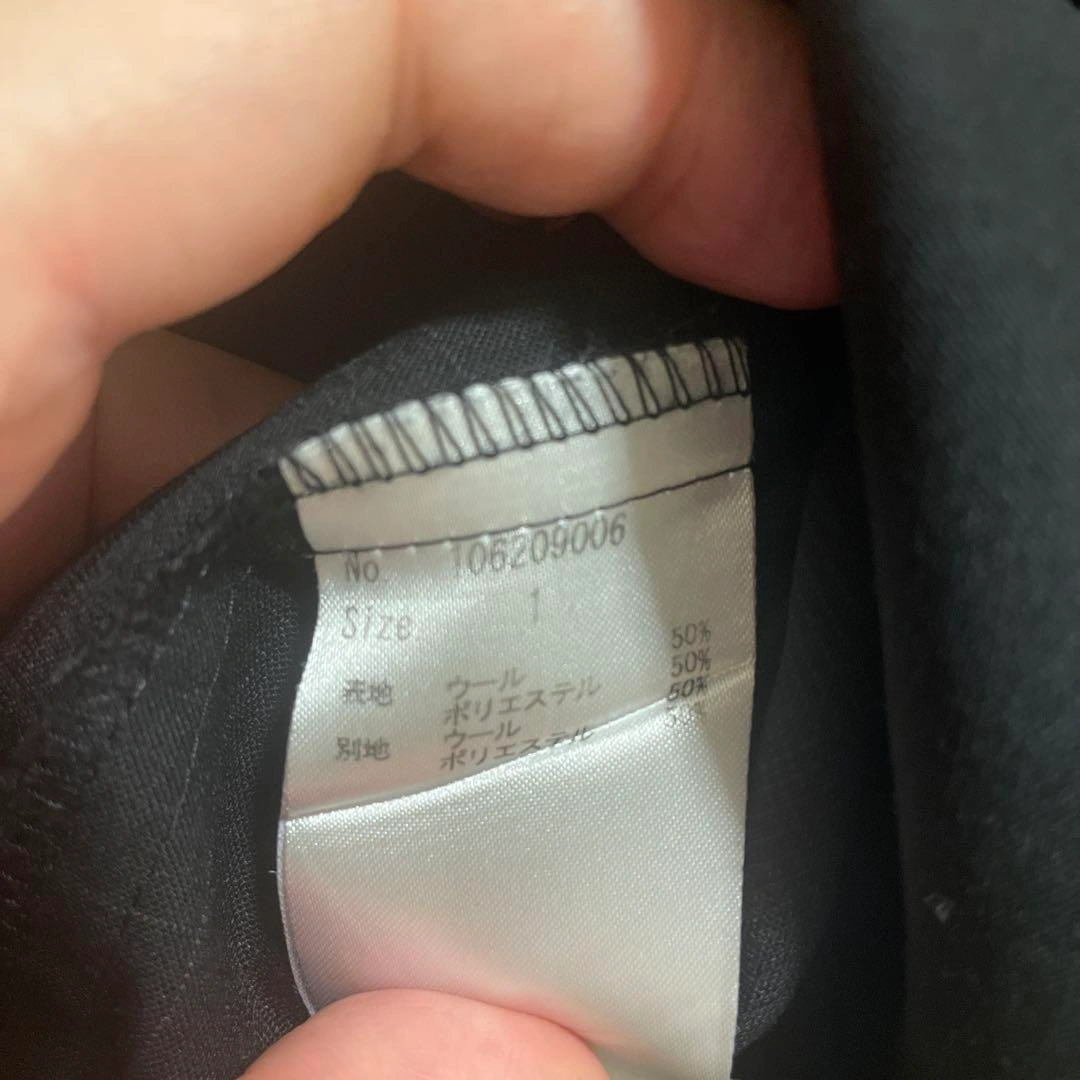 No 106209006
Size 1
表地 ウール 50%
ポリエステル 50%
別地 ウール 50%
ポリエステル